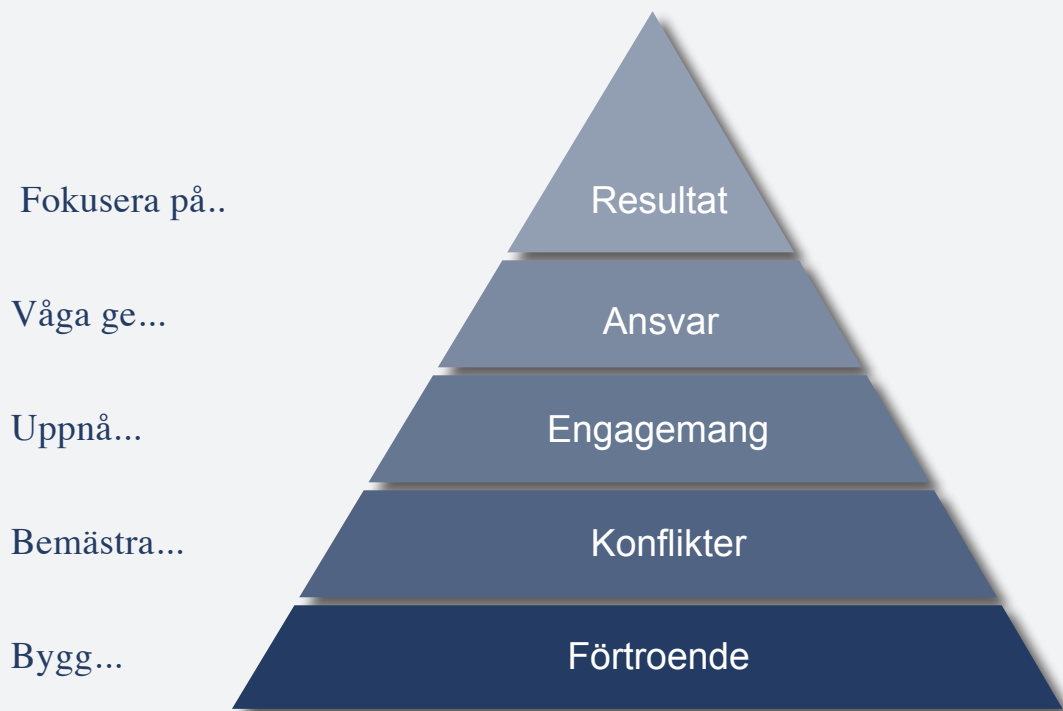 Fokusera på.. Resultat
Våga ge... Ansvar
Uppnå... Engagemang
Bemästra... Konflikter
Bygg... Förtroende